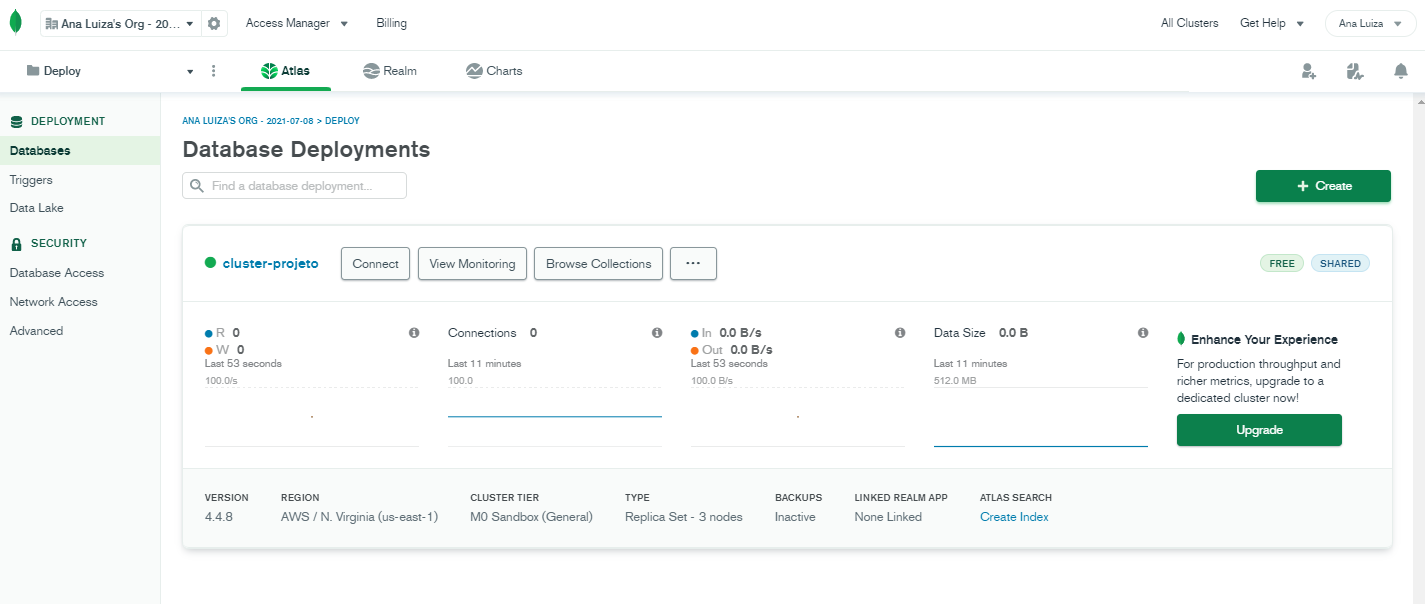 Ana Luiza's Org - 20... Access Manager Billing All Clusters Get Help Ana Luiza
Deploy Atlas Realm Charts
DEPLOYMENT
Databases
Triggers
Data Lake
SECURITY
Database Access
Network Access
Advanced
ANA LUIZA'S ORG - 2021-07-08 > DEPLOY
Database Deployments
Find a database deployment...
+ Create
cluster-projeto Connect View Monitoring Browse Collections ... FREE SHARED
R 0
W 0
Last 53 seconds
100.0/s
Connections 0
Last 11 minutes
100.0
In 0.0 B/s
Out 0.0 B/s
Last 53 seconds
100.0 B/s
Data Size 0.0 B
Last 11 minutes
512.0 MB
Enhance Your Experience
For production throughput and
richer metrics, upgrade to a
dedicated cluster now!
Upgrade
VERSION REGION CLUSTER TIER TYPE BACKUPS LINKED REALM APP ATLAS SEARCH
4.4.8 AWS / N. Virginia (us-east-1) M0 Sandbox (General) Replica Set - 3 nodes Inactive None Linked Create Index